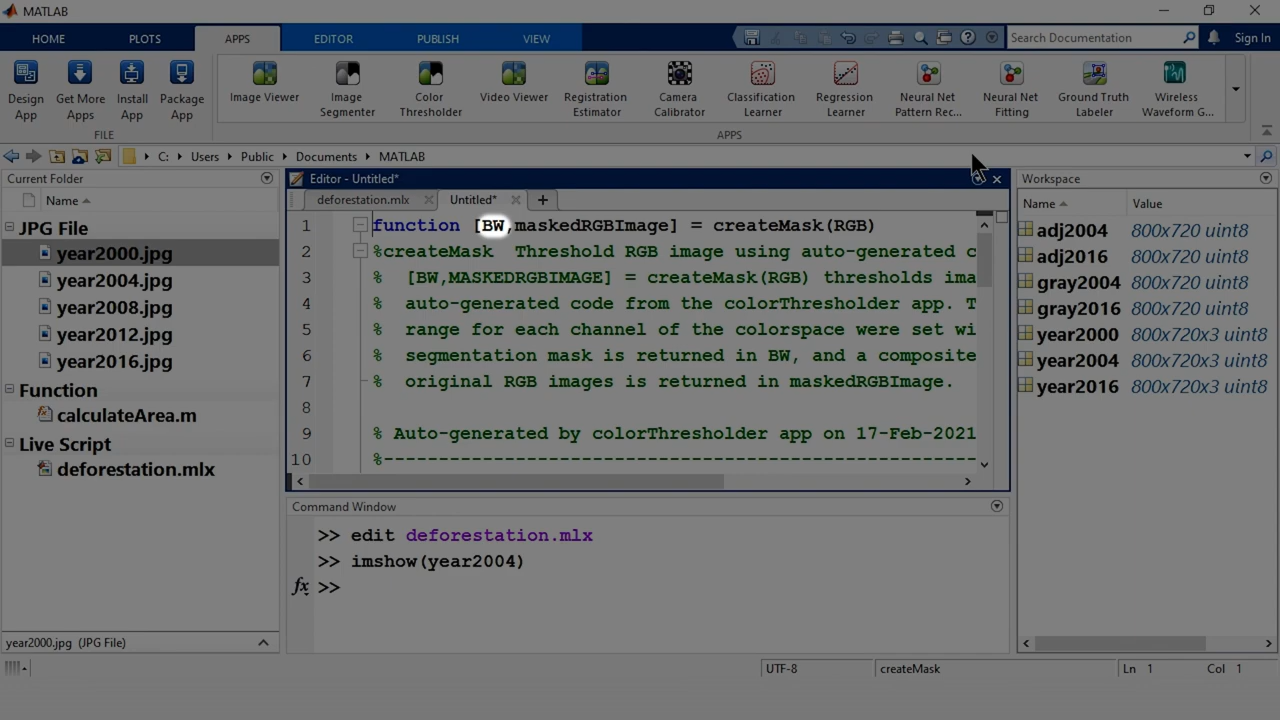 MATLAB
HOME PLOTS APPS EDITOR PUBLISH VIEW Search Documentation Sign In
Design App Get More Apps Install App Package App Image Viewer Image Segmenter Color Thresholder Video Viewer Registration Estimator Camera Calibrator Classification Learner Regression Learner Neural Net Pattern Rec... Neural Net Fitting Ground Truth Labeler Wireless Waveform G...
FILE APPS
C: Users Public Documents MATLAB
Current Folder
Name
JPG File
year2000.jpg
year2004.jpg
year2008.jpg
year2012.jpg
year2016.jpg
Function
calculateArea.m
Live Script
deforestation.mlx
year2000.jpg (JPG File)
Editor - Untitled*
deforestation.mlx Untitled* +
1 function [BW,maskedRGBImage] = createMask(RGB)
2 %createMask  Threshold RGB image using auto-generated c
3 %  [BW,MASKEDRGBIMAGE] = createMask(RGB) thresholds ima
4 %  auto-generated code from the colorThresholder app. T
5 %  range for each channel of the colorspace were set wi
6 %  segmentation mask is returned in BW, and a composite
7 %  original RGB images is returned in maskedRGBImage.
8
9 % Auto-generated by colorThresholder app on 17-Feb-2021
10 %-------------------------------------------------------
Command Window
>> edit deforestation.mlx
>> imshow(year2004)
fx >>
Workspace
Name Value
adj2004 800x720 uint8
adj2016 800x720 uint8
gray2004 800x720 uint8
gray2016 800x720 uint8
year2000 800x720x3 uint8
year2004 800x720x3 uint8
year2016 800x720x3 uint8
UTF-8 createMask Ln 1 Col 1